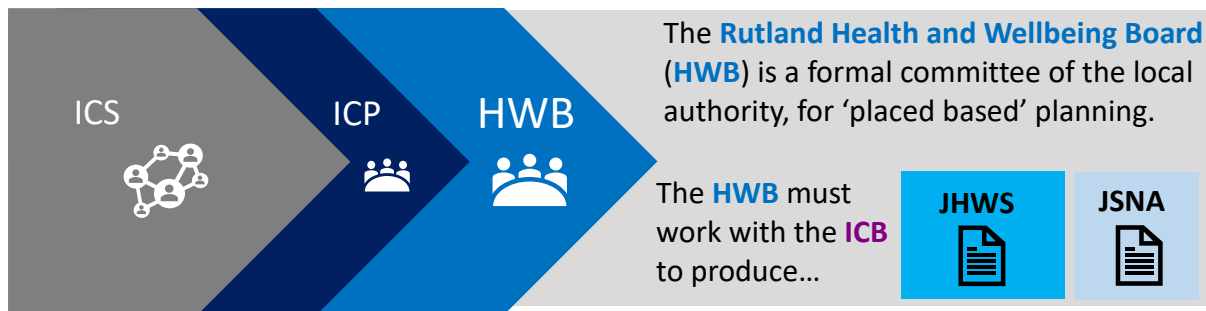 ICS
ICP
HWB
The Rutland Health and Wellbeing Board
(HWB) is a formal committee of the local
authority, for ‘placed based’ planning.
The HWB must
work with the ICB
to produce...
JHWS
JSNA